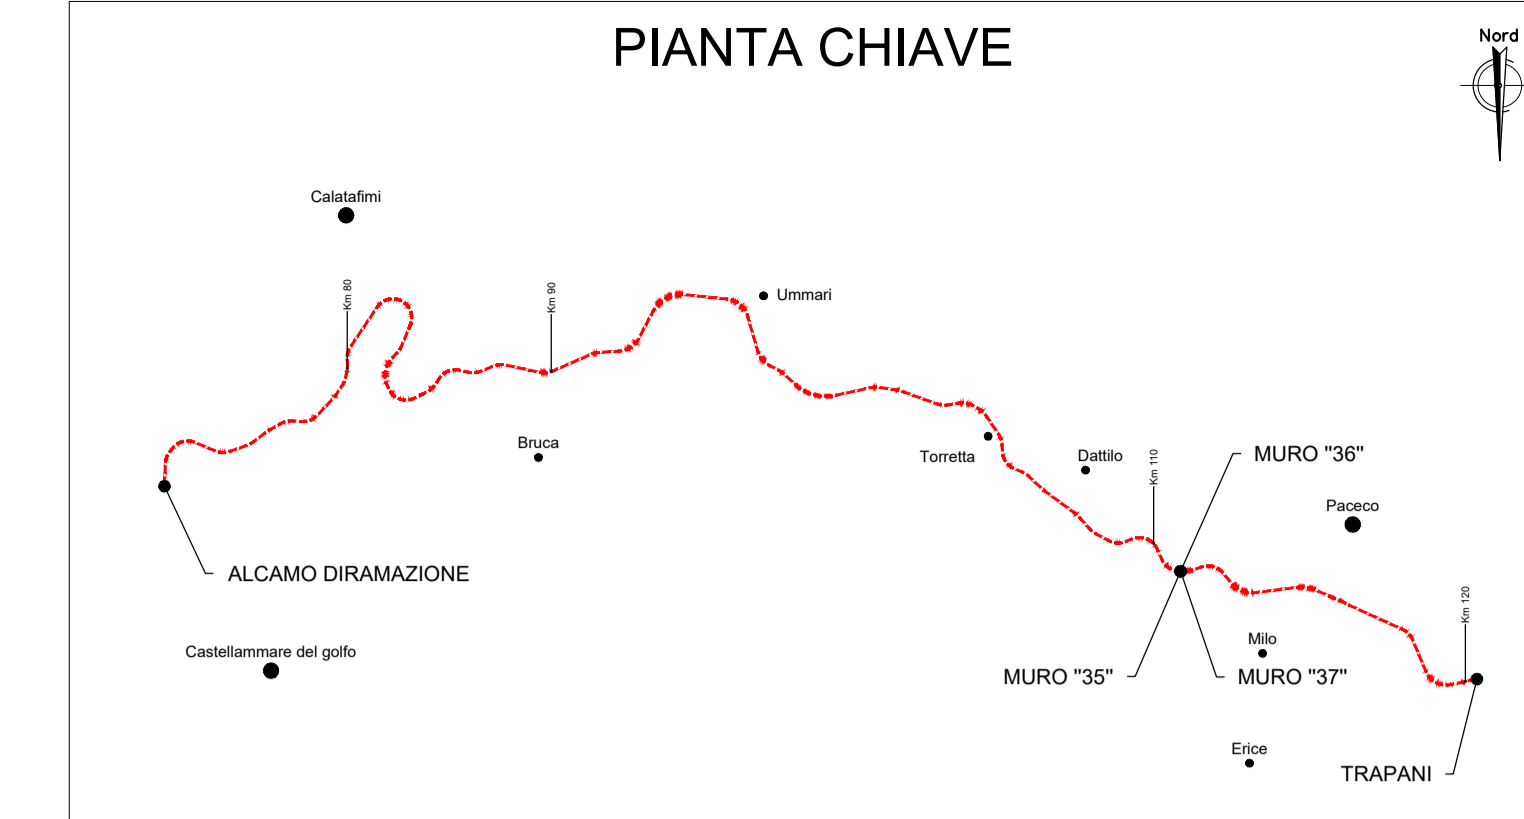 PIANTA CHIAVE
Nord
Calatafimi
Km 80
Km 90
Ummari
Bruca
Torretta
Dattilo
Km 110
MURO "36"
Paceco
ALCAMO DIRAMAZIONE
Km 120
Castellammare del golfo
Milo
MURO "35"
MURO "37"
Erice
TRAPANI